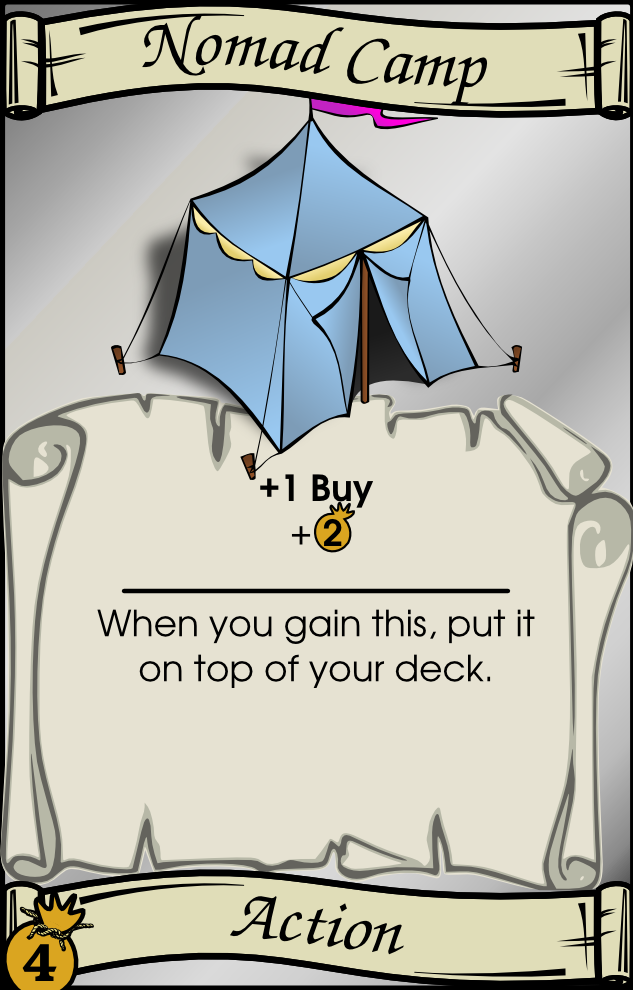 Nomad Camp
+1 Buy
+2
When you gain this, put it
on top of your deck.
Action
4